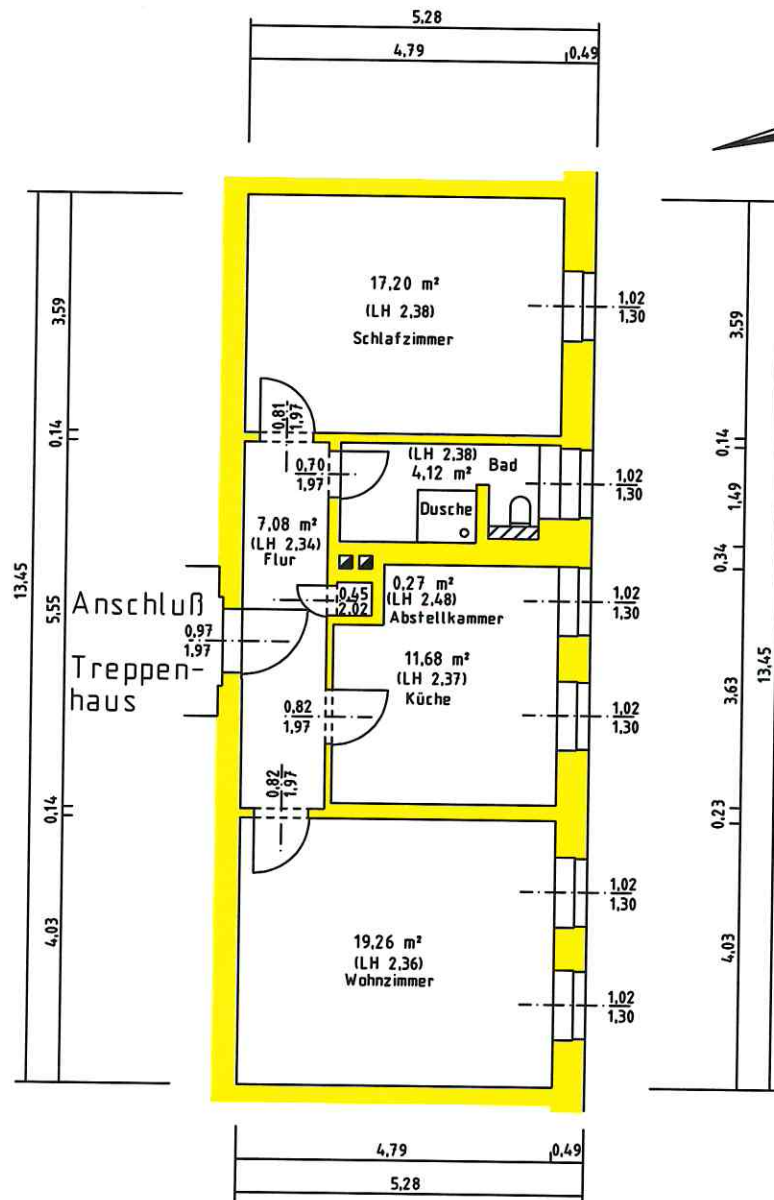 5,28
4,79
0,49
17,20 m²
(LH 2,38)
Schlafzimmer
1,02
1,30
3,59
3,59
0,81
1,97
0,14
0,14
(LH 2,38)
4,12 m²
Bad
0,70
1,97
1,02
1,30
1,49
Dusche
7,08 m²
(LH 2,34)
Flur
0,34
13,45
5,55
Anschluß
Treppen-
haus
0,97
1,97
0,45
2,02
0,27 m²
(LH 2,48)
Abstellkammer
1,02
1,30
11,68 m²
(LH 2,37)
Küche
13,45
3,63
0,82
1,97
1,02
1,30
0,82
1,97
0,14
0,23
1,02
1,30
4,03
4,03
19,26 m²
(LH 2,36)
Wohnzimmer
1,02
1,30
4,79
0,49
5,28